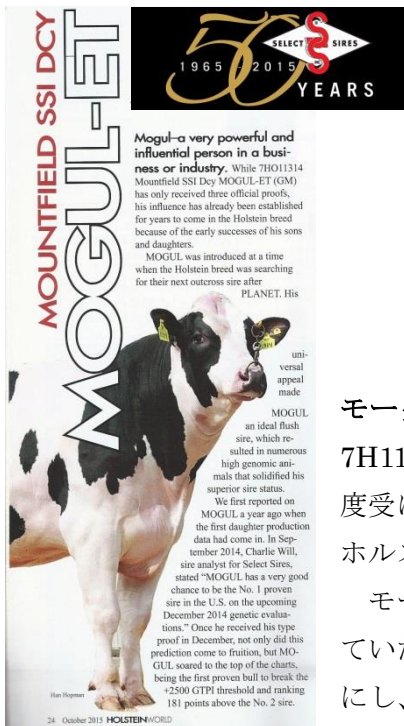 50
1965 2015
SELECT SIRES
YEARS
MOUNTFIELD SSI DCY
MOGUL-ET
Mogul–a very powerful and
influential person in a busi-
ness or industry. While 7HO11314
Mountfield SSI Dcy MOGUL-ET (GM)
has only received three official proofs,
his influence has already been established
for years to come in the Holstein breed
because of the early successes of his sons
and daughters.
MOGUL was introduced at a time
when the Holstein breed was searching
for their next outcross sire after
PLANET. His
uni-
versal
appeal
made
MOGUL
an ideal flush
sire, which re-
sulted in numerous
high genomic ani-
mals that solidified his
superior sire status.
We first reported on
MOGUL a year ago when
the first daughter production
data had come in. In Sep-
tember 2014, Charlie Will,
sire analyst for Select Sires,
stated “MOGUL has a very good
chance to be the No. 1 proven
sire in the U.S. on the upcoming
December 2014 genetic evalua-
tions.” Once he received his type
proof in December, not only did this
prediction come to fruition, but MO-
GUL soared to the top of the charts,
being the first proven bull to break the
+2500 GTPI threshold and ranking
181 points above the No. 2 sire.
Han Hopman
24 October 2015 HOLSTEINWORLD
モー
7H11
度受
ホル
モー
てい
にし、